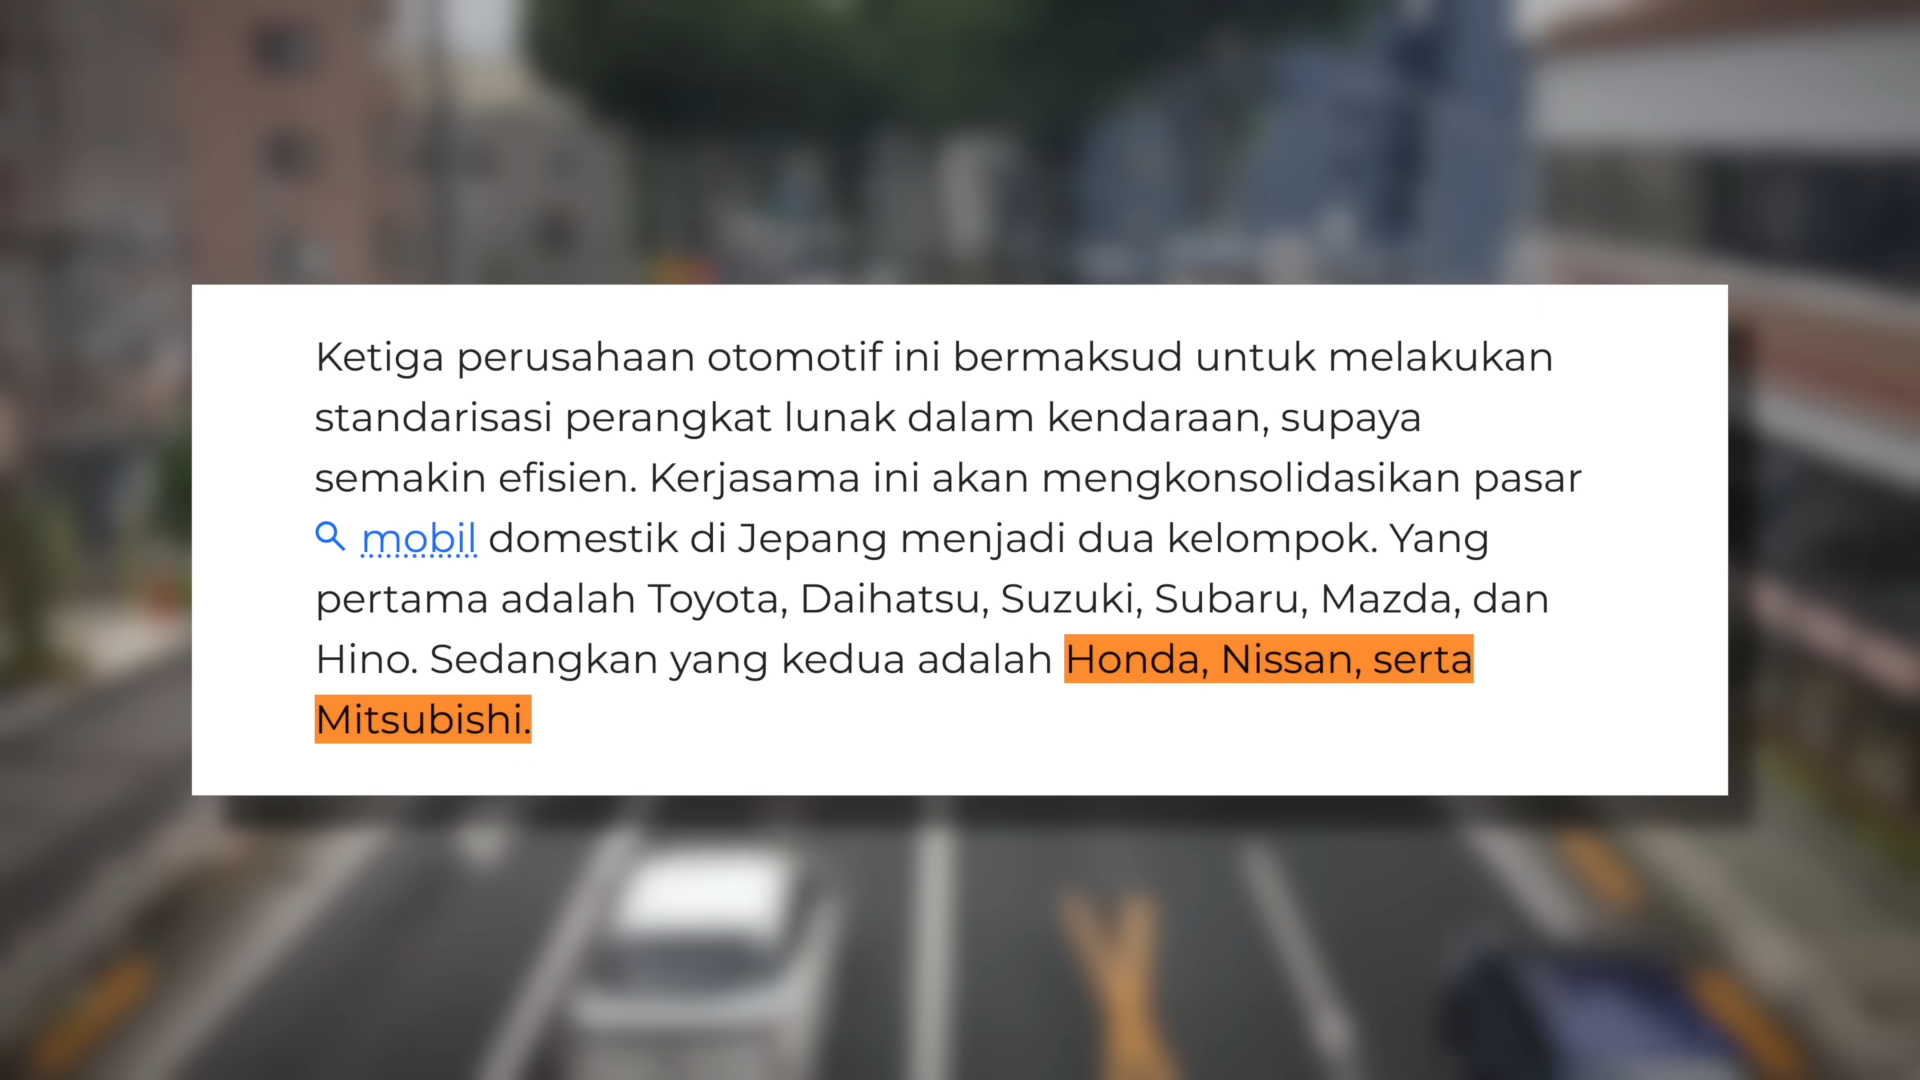 Ketiga perusahaan otomotif ini bermaksud untuk melakukan
standarisasi perangkat lunak dalam kendaraan, supaya
semakin efisien. Kerjasama ini akan mengkonsolidasikan pasar
mobil domestik di Jepang menjadi dua kelompok. Yang
pertama adalah Toyota, Daihatsu, Suzuki, Subaru, Mazda, dan
Hino. Sedangkan yang kedua adalah Honda, Nissan, serta
Mitsubishi.